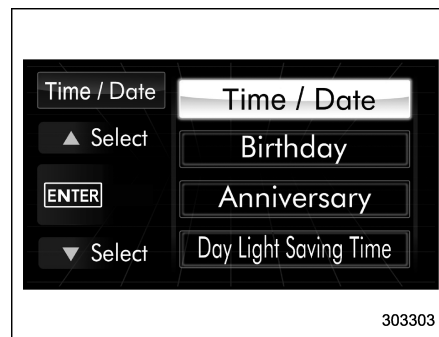 Time / Date
▲ Select
ENTER
▼ Select
Time / Date
Birthday
Anniversary
Day Light Saving Time
303303